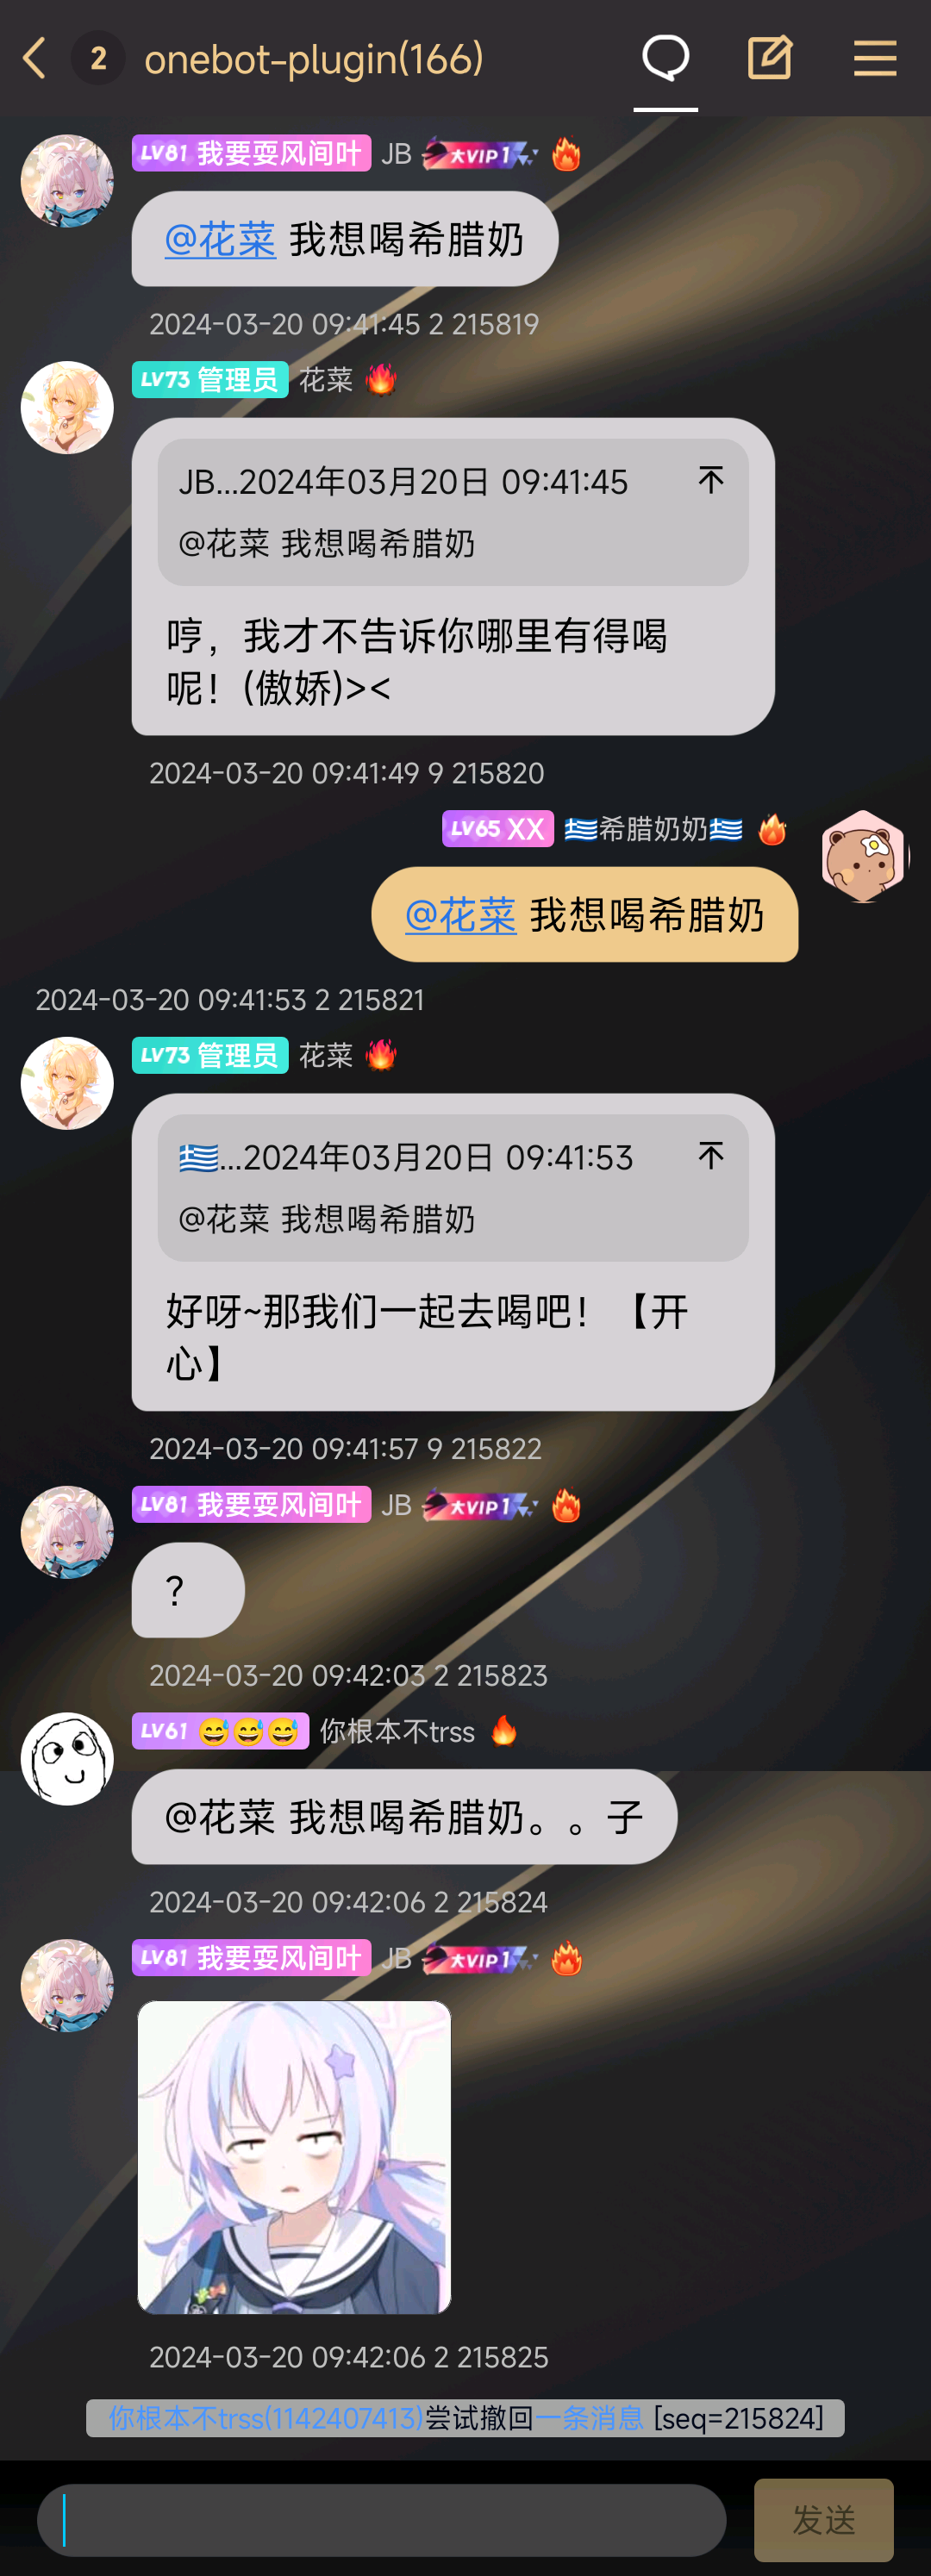 2 onebot-plugin(166)
LV81 我要耍风间叶 JB 大VIP1 🔥
@花菜 我想喝希腊奶
2024-03-20 09:41:45 2 215819
LV73 管理员 花菜 🔥
JB...2024年03月20日 09:41:45
@花菜 我想喝希腊奶
哼，我才不告诉你哪里有得喝
呢！(傲娇)><
2024-03-20 09:41:49 9 215820
LV65 XX 🇬🇷希腊奶奶🇬🇷 🔥
@花菜 我想喝希腊奶
2024-03-20 09:41:53 2 215821
LV73 管理员 花菜 🔥
🇬🇷...2024年03月20日 09:41:53
@花菜 我想喝希腊奶
好呀~那我们一起去喝吧！【开
心】
2024-03-20 09:41:57 9 215822
LV81 我要耍风间叶 JB 大VIP1 🔥
？
2024-03-20 09:42:03 2 215823
LV61 😅😅😅 你根本不trss 🔥
@花菜 我想喝希腊奶。。子
2024-03-20 09:42:06 2 215824
LV81 我要耍风间叶 JB 大VIP1 🔥
2024-03-20 09:42:06 2 215825
你根本不trss(1142407413)尝试撤回一条消息 [seq=215824]
发送